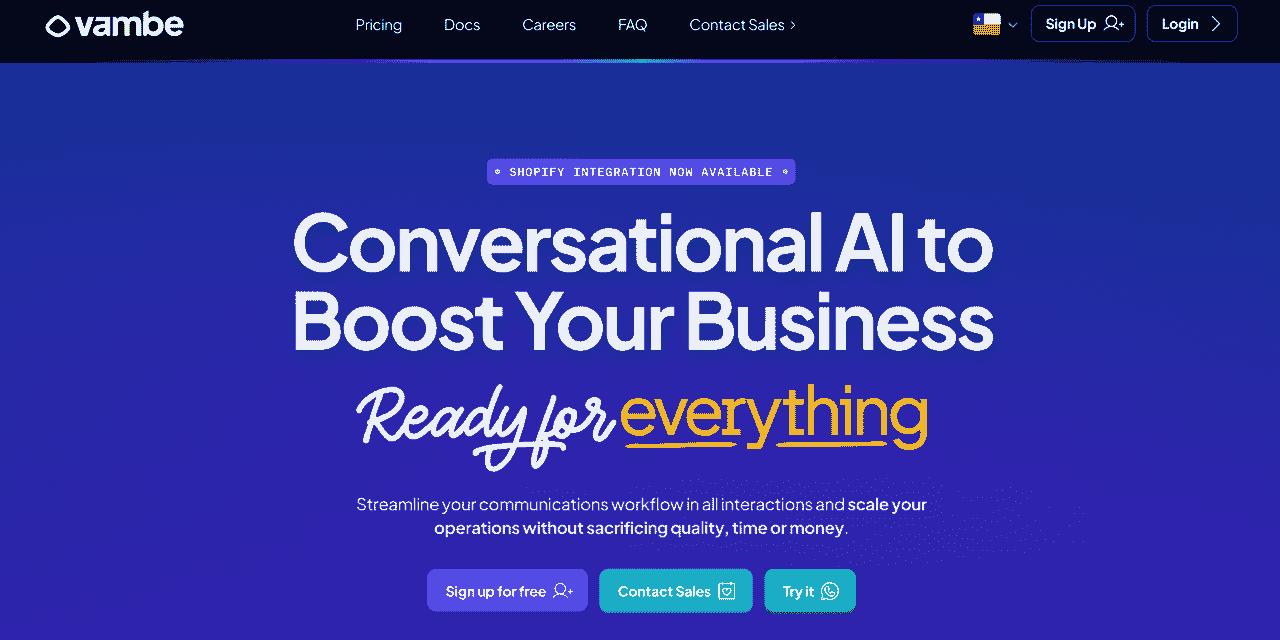 vambe
Pricing Docs Careers FAQ Contact Sales
Sign Up
Login
SHOPIFY INTEGRATION NOW AVAILABLE
Conversational AI to
Boost Your Business
Ready for everything
Streamline your communications workflow in all interactions and scale your
operations without sacrificing quality, time or money.
Sign up for free
Contact Sales
Try it